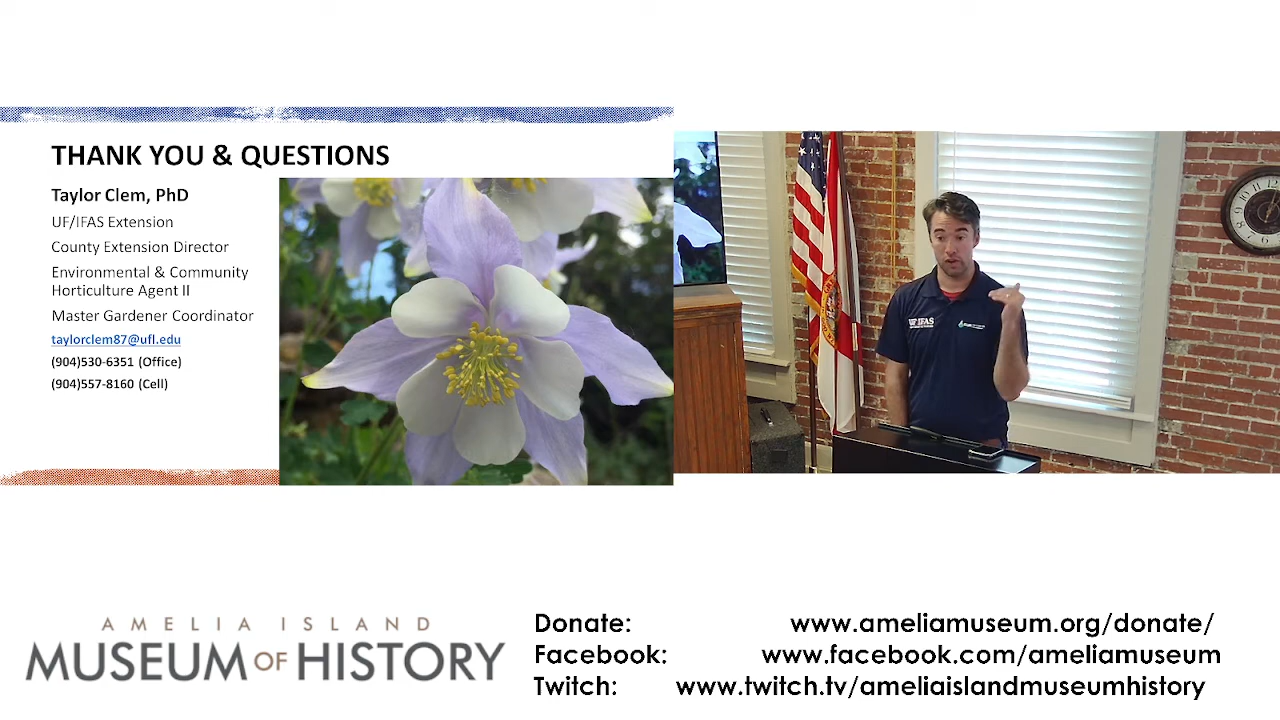 THANK YOU & QUESTIONS
Taylor Clem, PhD
UF/IFAS Extension
County Extension Director
Environmental & Community
Horticulture Agent II
Master Gardener Coordinator
taylorclem87@ufl.edu
(904)530-6351 (Office)
(904)557-8160 (Cell)
IFAS
AMELIA ISLAND
MUSEUM OF HISTORY
Donate: www.ameliamuseum.org/donate/
Facebook: www.facebook.com/ameliamuseum
Twitch: www.twitch.tv/ameliaislandmuseumhistory